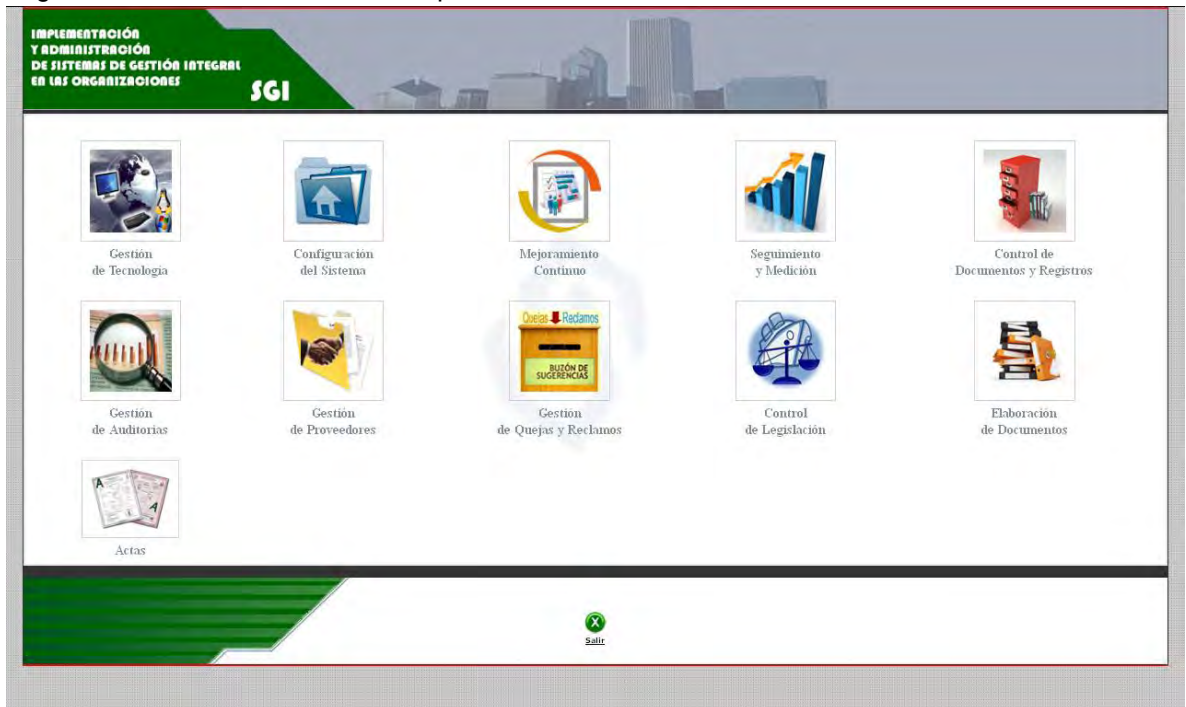 IMPLEMENTACIÓN
Y ADMINISTRACIÓN
DE SISTEMAS DE GESTIÓN INTEGRAL
EN LAS ORGANIZACIONES
SGI
Gestión
de Tecnologia
Configuración
del Sistema
Mejoramiento
Continuo
Seguimiento
y Medición
Control de
Documentos y Registros
Quejas Reclamos
BUZÓN DE
SUGERENCIAS
Gestión
de Auditorias
Gestión
de Proveedores
Gestión
de Quejas y Reclamos
Control
de Legislación
Elaboración
de Documentos
A
A
Actas
X
Salir